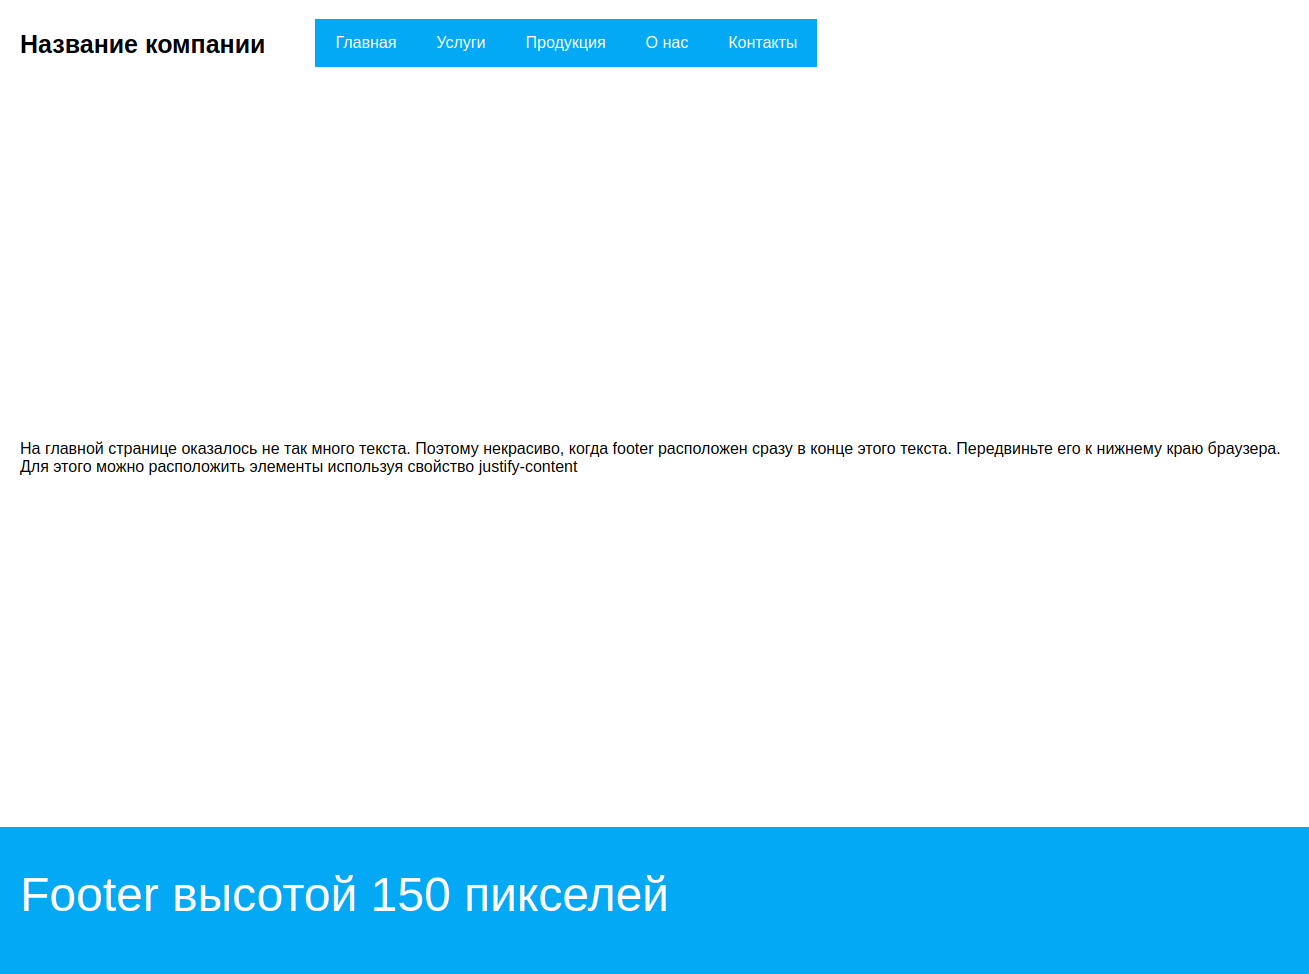 Название компании
Главная Услуги Продукция О нас Контакты
На главной странице оказалось не так много текста. Поэтому некрасиво, когда footer расположен сразу в конце этого текста. Передвиньте его к нижнему краю браузера.
Для этого можно расположить элементы используя свойство justify-content
Footer высотой 150 пикселей